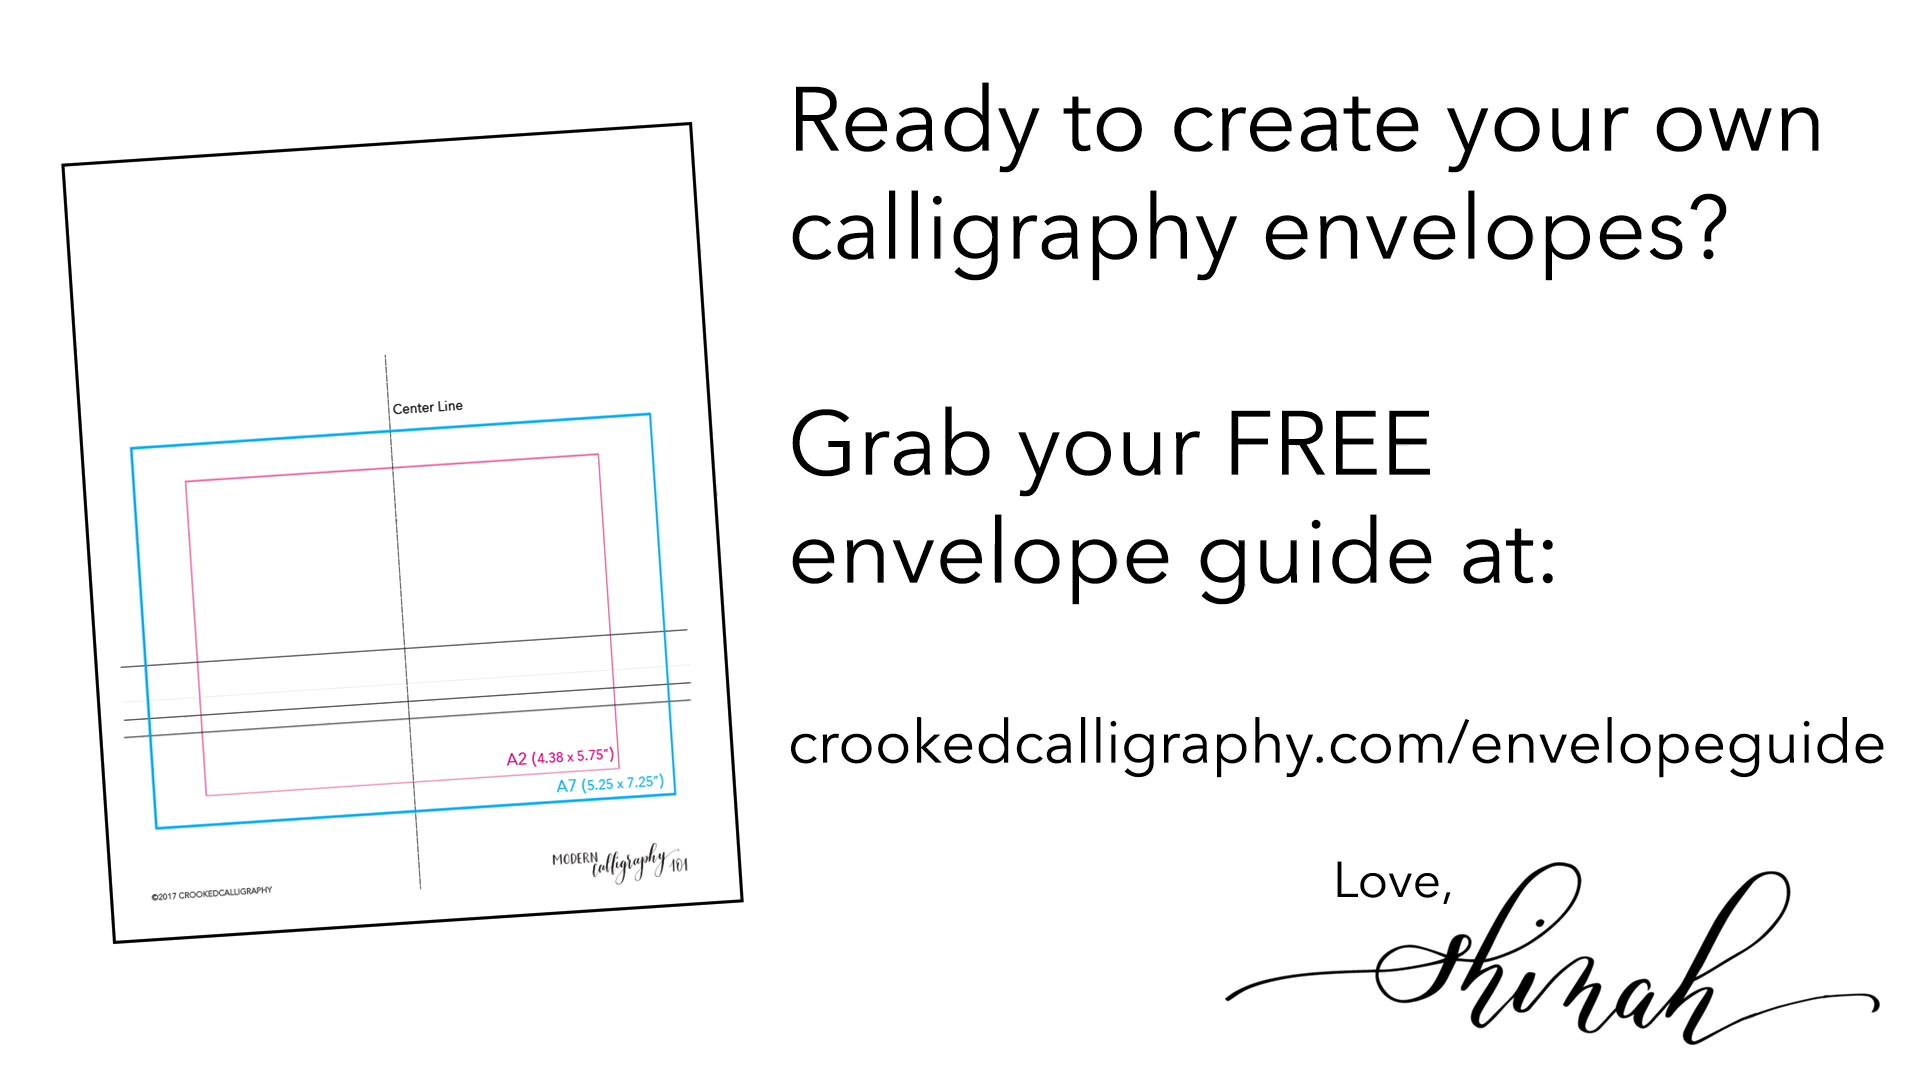 Ready to create your own
calligraphy envelopes?
Grab your FREE
envelope guide at:
crookedcalligraphy.com/envelopeguide
Love,
Shinah
Center Line
A2 (4.38 x 5.75")
A7 (5.25 x 7.25")
MODERN calligraphy 101
©2017 CROOKEDCALLIGRAPHY